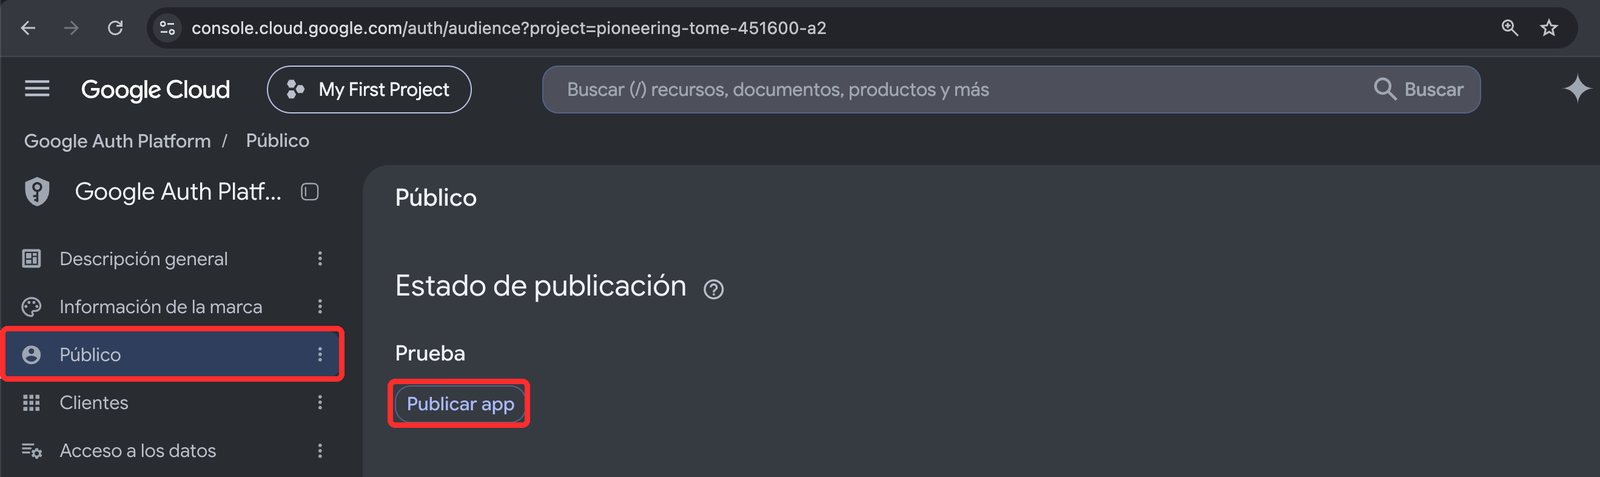 console.cloud.google.com/auth/audience?project=pioneering-tome-451600-a2
Google Cloud
My First Project
Buscar (/) recursos, documentos, productos y más
Buscar
Google Auth Platform / Público
Google Auth Platf...
Descripción general
Información de la marca
Público
Clientes
Acceso a los datos
Público
Estado de publicación
Prueba
Publicar app